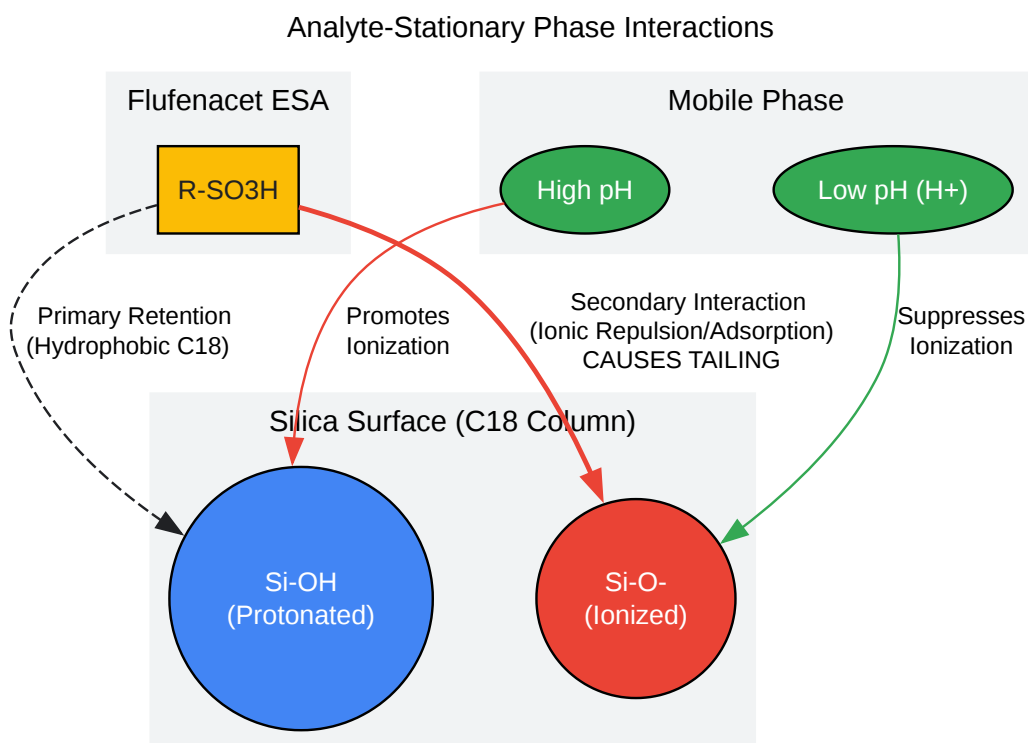 Analyte-Stationary Phase Interactions
Flufenacet ESA
Mobile Phase
R-SO3H
High pH
Low pH (H+)
Primary Retention
(Hydrophobic C18)
Promotes
Ionization
Secondary Interaction
(Ionic Repulsion/Adsorption)
CAUSES TAILING
Suppresses
Ionization
Silica Surface (C18 Column)
Si-OH
(Protonated)
Si-O-
(Ionized)